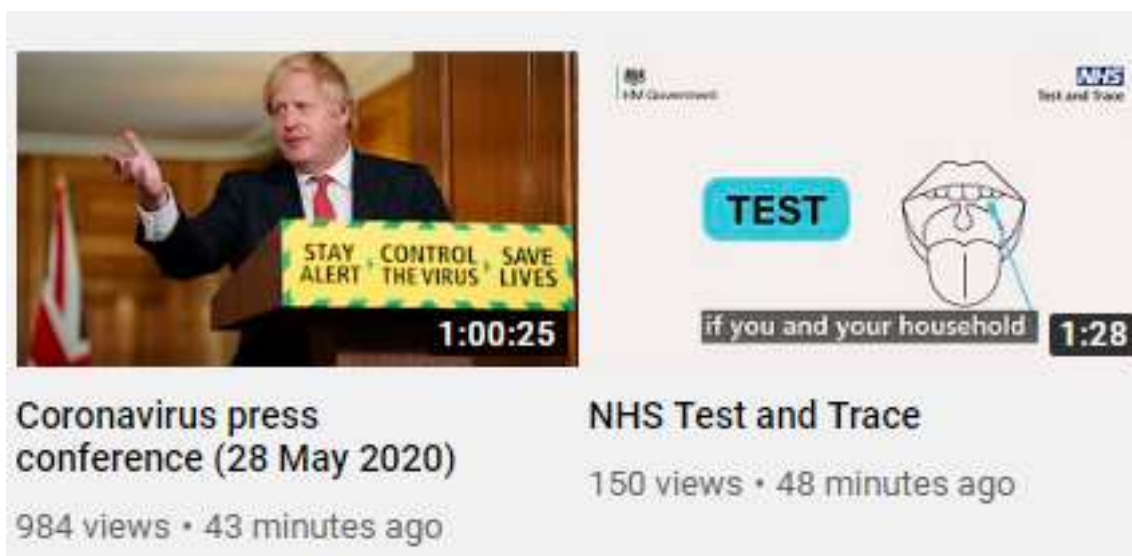 STAY ALERT CONTROL THE VIRUS SAVE LIVES
1:00:25
Coronavirus press
conference (28 May 2020)
984 views • 43 minutes ago
HM Government
NHS
Test and Trace
TEST
if you and your household
1:28
NHS Test and Trace
150 views • 48 minutes ago